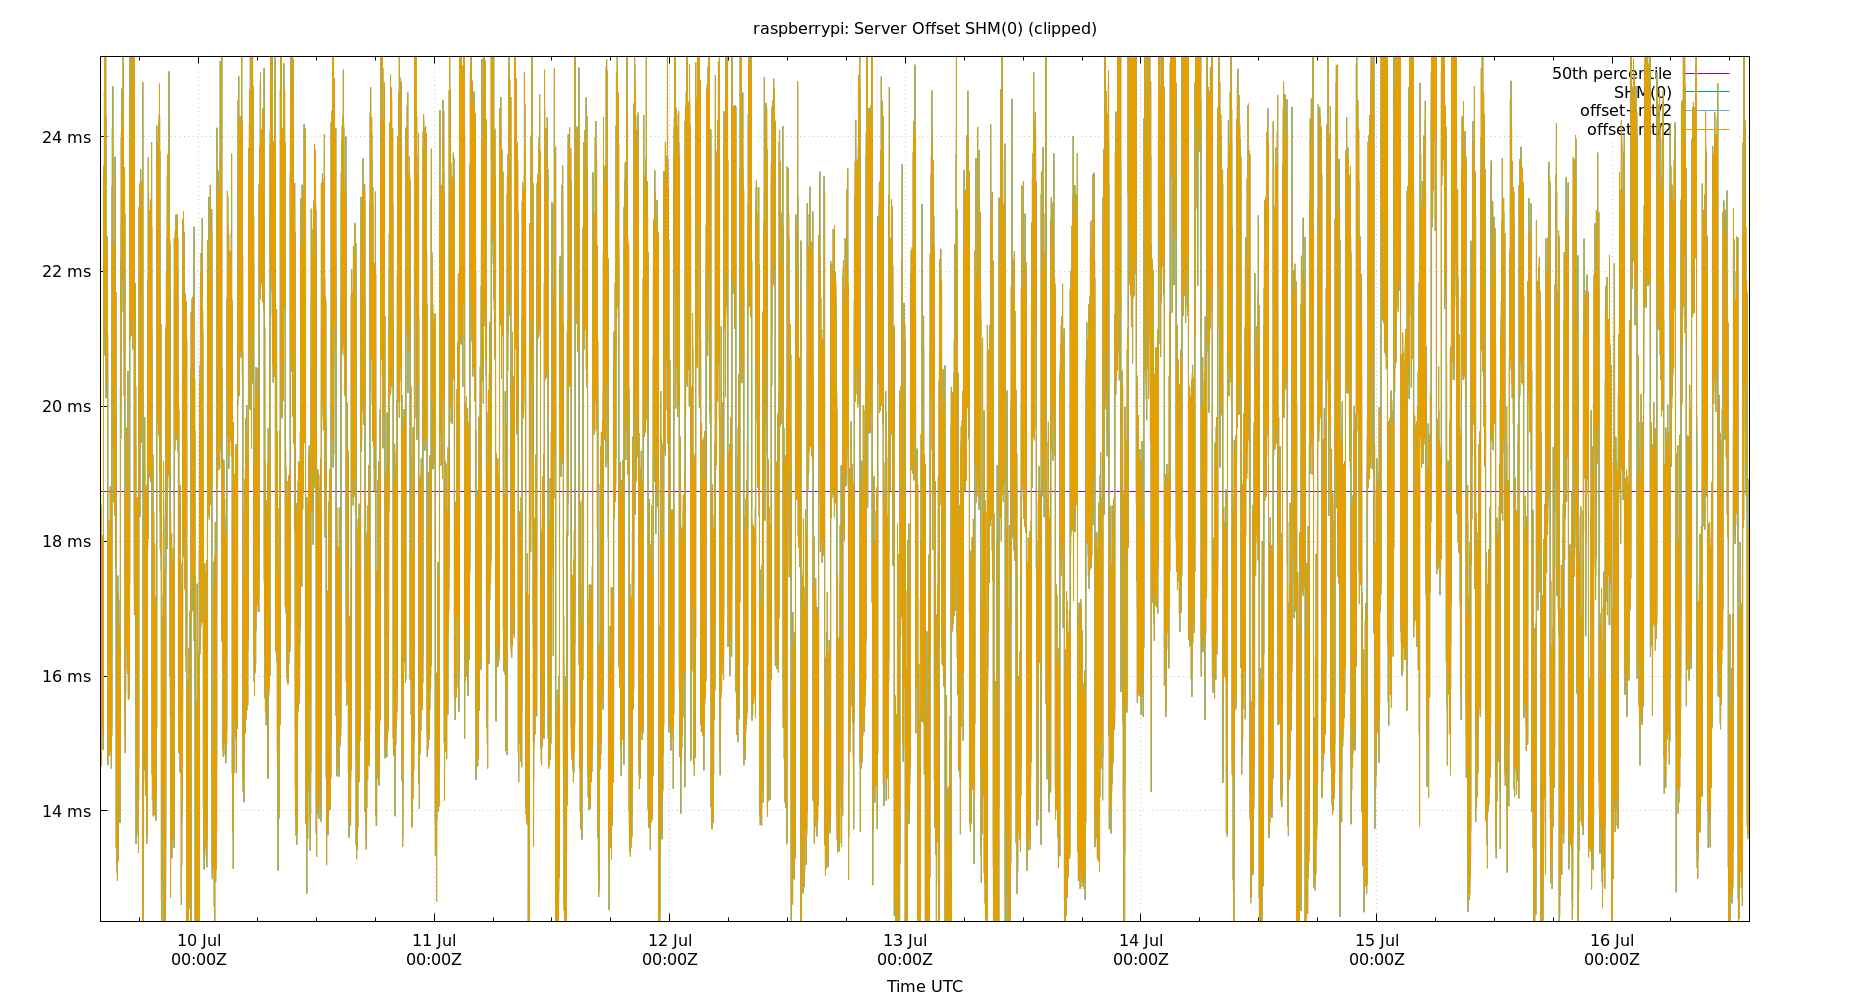 raspberrypi: Server Offset SHM(0) (clipped)
50th percentile
SHM(0)
offset+rtt/2
offset-rtt/2
24 ms
22 ms
20 ms
18 ms
16 ms
14 ms
10 Jul 11 Jul 12 Jul 13 Jul 14 Jul 15 Jul 16 Jul
00:00Z 00:00Z 00:00Z 00:00Z 00:00Z 00:00Z 00:00Z
Time UTC